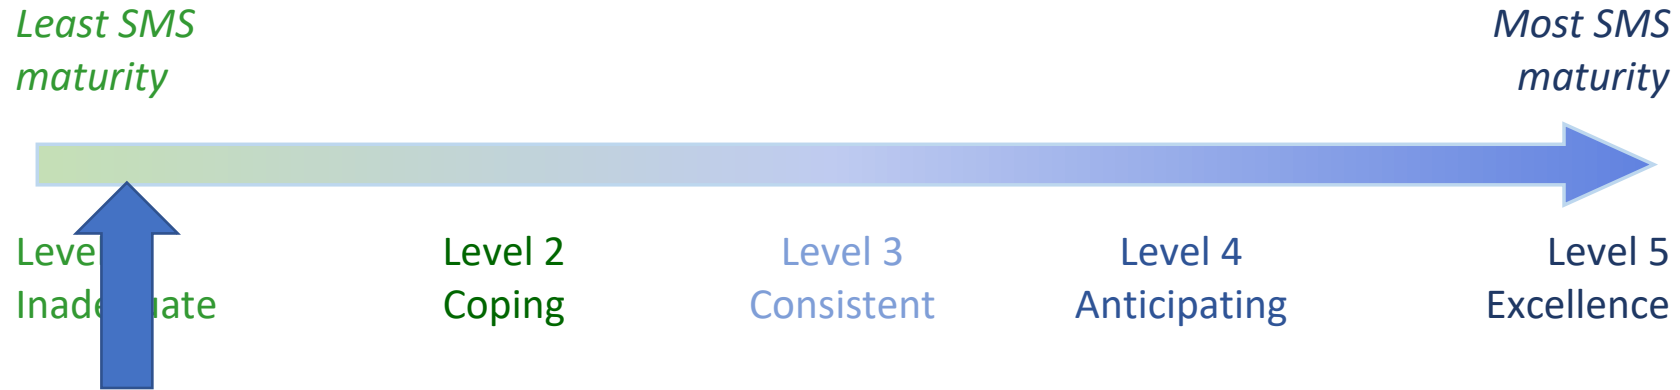 Least SMS
maturity
Most SMS
maturity
Level 2
Coping
Level 3
Consistent
Level 4
Anticipating
Level 5
Excellence